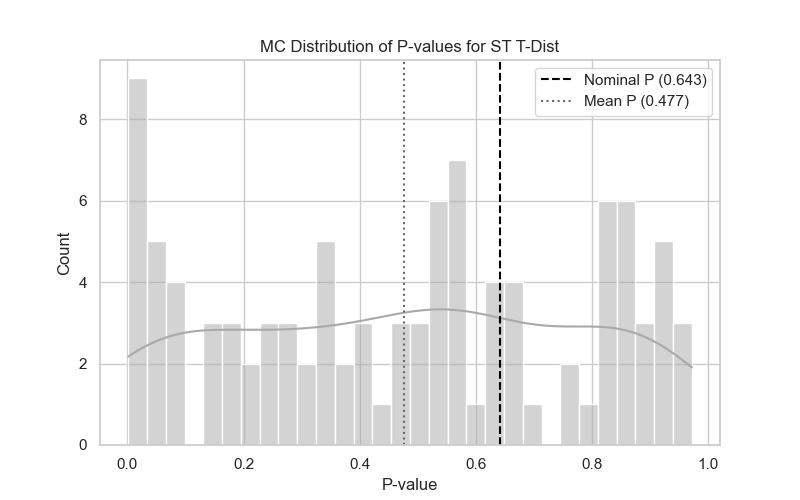 MC Distribution of P-values for ST T-Dist
Nominal P (0.643)
Mean P (0.477)
Count
8
6
4
2
0
0.0 0.2 0.4 0.6 0.8 1.0
P-value